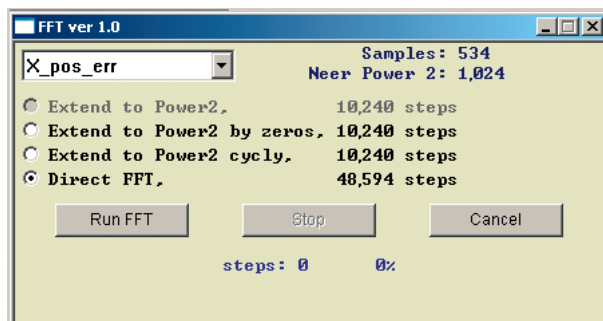 FFT ver 1.0
X_pos_err
Samples: 534
Neer Power 2: 1,024
Extend to Power2, 10,240 steps
Extend to Power2 by zeros, 10,240 steps
Extend to Power2 cycly, 10,240 steps
Direct FFT, 48,594 steps
Run FFT Stop Cancel
steps: 0 0%